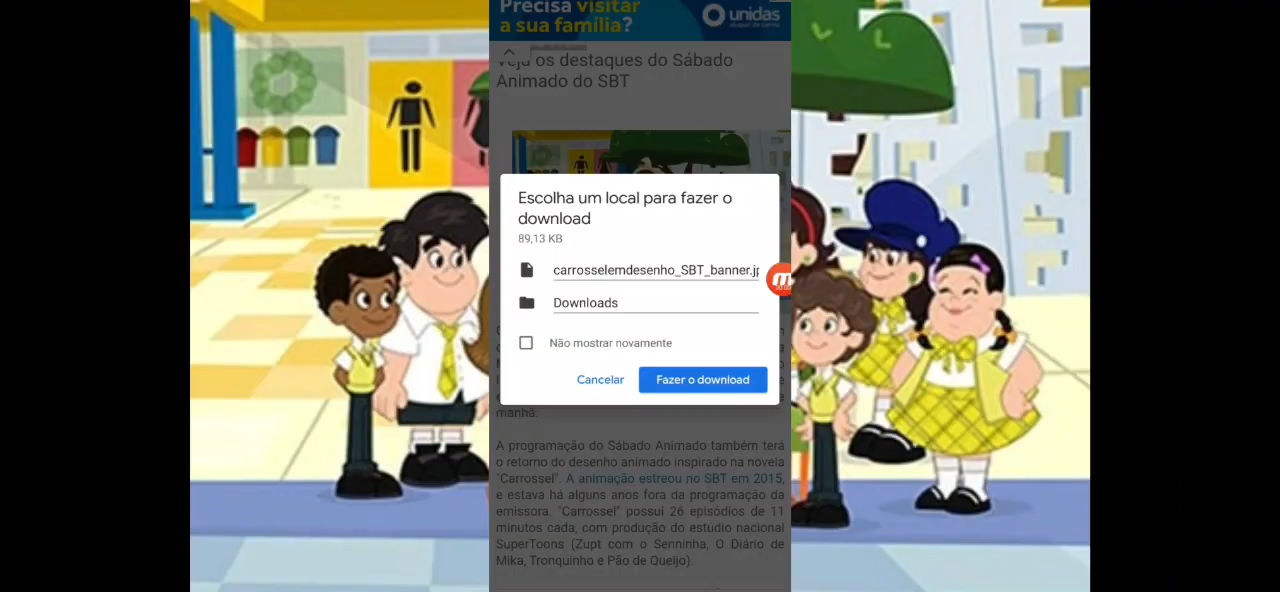 Precisa visitar
a sua família?
unidas
Veja os destaques do Sábado
Animado do SBT
Escolha um local para fazer o
download
89,13 KB
carrosselemdesenho_SBT_banner.jp
Downloads
Não mostrar novamente
Cancelar
Fazer o download
manhã.
A programação do Sábado Animado também terá
o retorno do desenho animado inspirado na novela
"Carrossel". A animação estreou no SBT em 2015,
e estava há alguns anos fora da programação da
emissora. "Carrossel" possui 26 episódios de 11
minutos cada, com produção do estúdio nacional
SuperToons (Zupt com o Senninha, O Diário de
Mika, Tronquinho e Pão de Queijo).